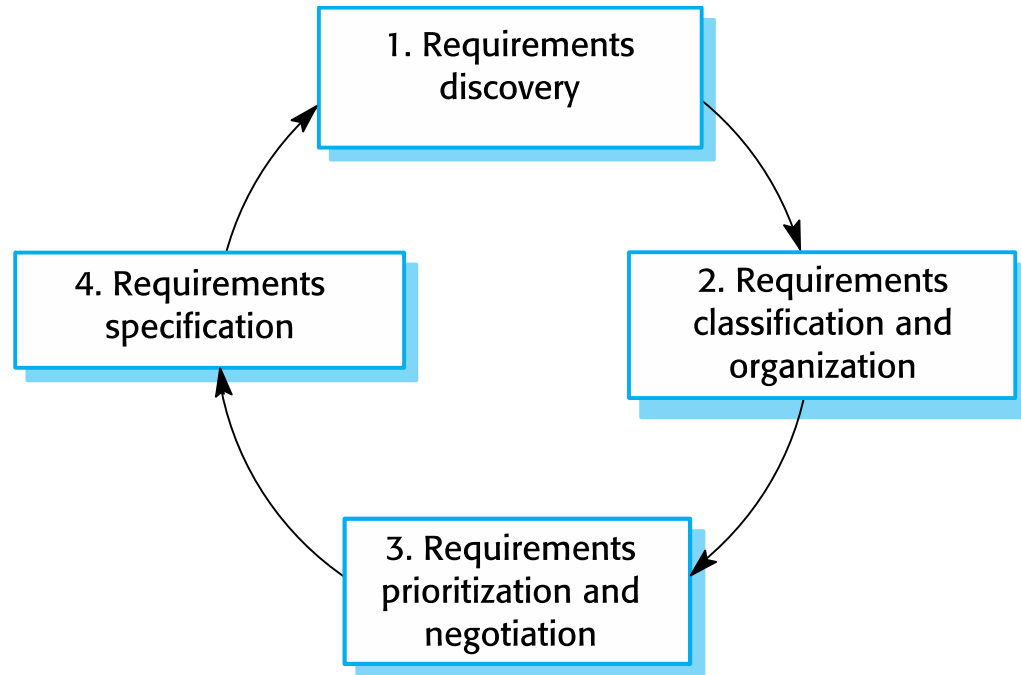 1. Requirements
discovery
2. Requirements
classification and
organization
3. Requirements
prioritization and
negotiation
4. Requirements
specification